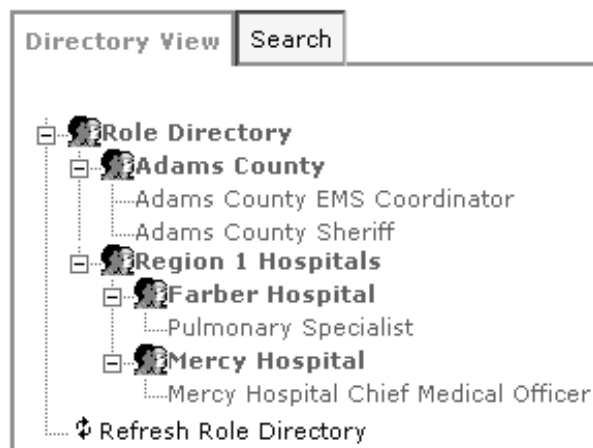 Directory View Search
Role Directory
Adams County
Adams County EMS Coordinator
Adams County Sheriff
Region 1 Hospitals
Farber Hospital
Pulmonary Specialist
Mercy Hospital
Mercy Hospital Chief Medical Officer
Refresh Role Directory